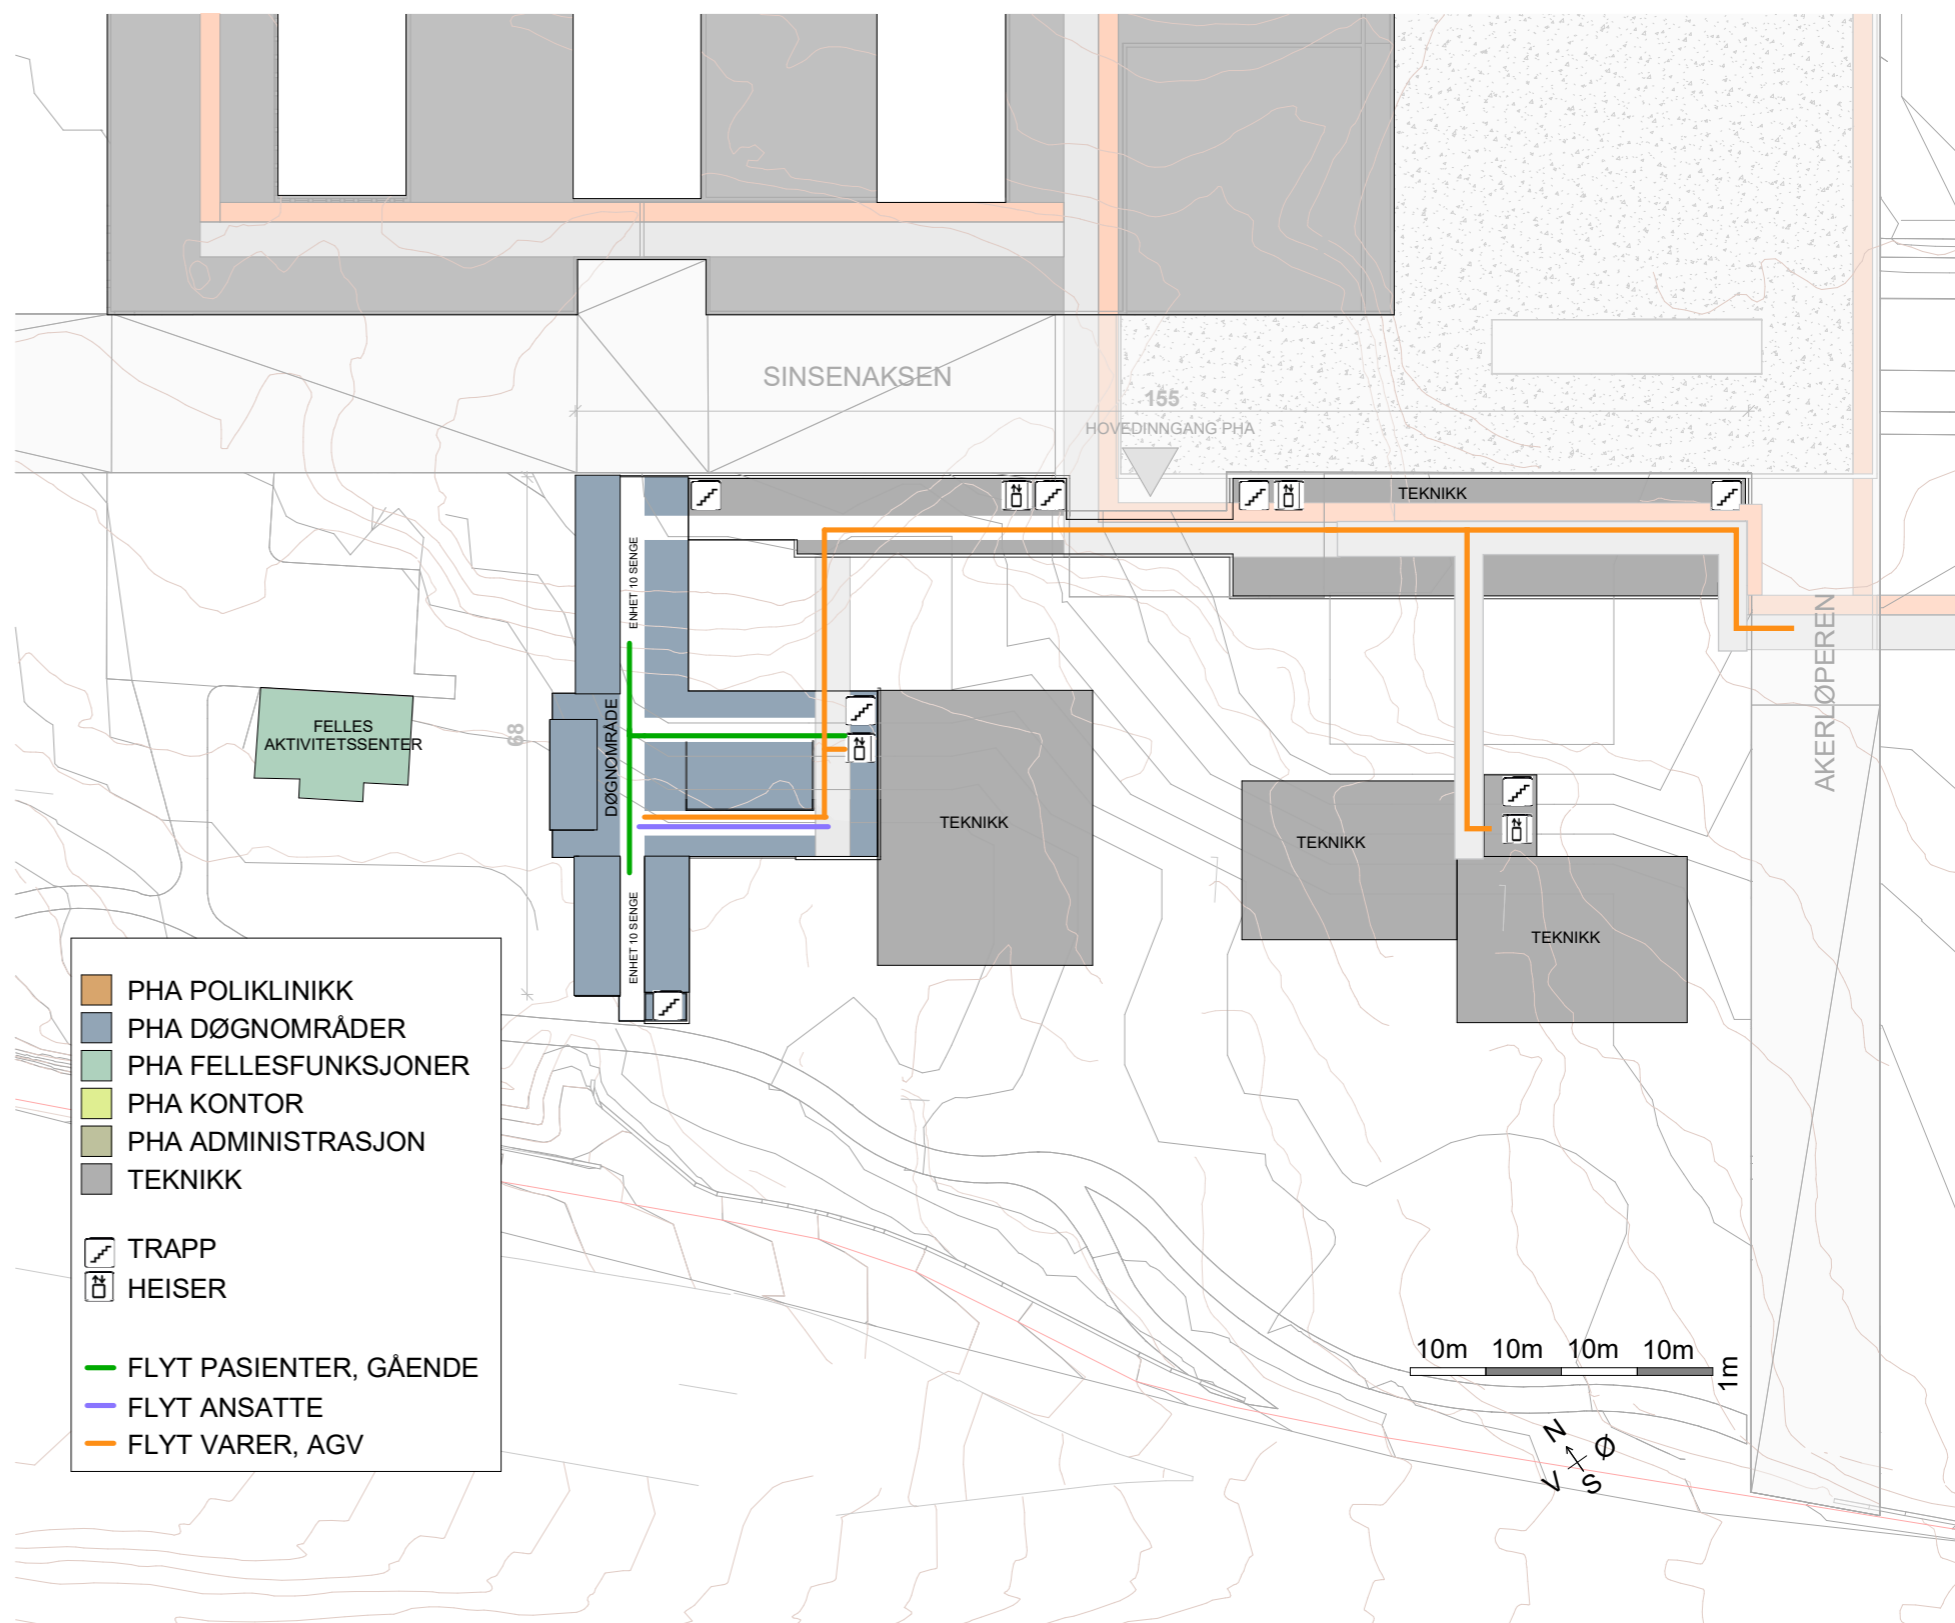 SINSENAKSEN
155
HOVEDINNGANG PHA
TEKNIKK
ENHET 10 SENGE
AKERLØPEREN
FELLES
AKTIVITETSSENTER
68
DØGNOMRÅDE
TEKNIKK
TEKNIKK
ENHET 10 SENGE
TEKNIKK
PHA POLIKLINIKK
PHA DØGNOMRÅDER
PHA FELLESFUNKSJONER
PHA KONTOR
PHA ADMINISTRASJON
TEKNIKK
TRAPP
HEISER
FLYT PASIENTER, GÅENDE
FLYT ANSATTE
FLYT VARER, AGV
10m 10m 10m 10m
1m
N
Ø
V S